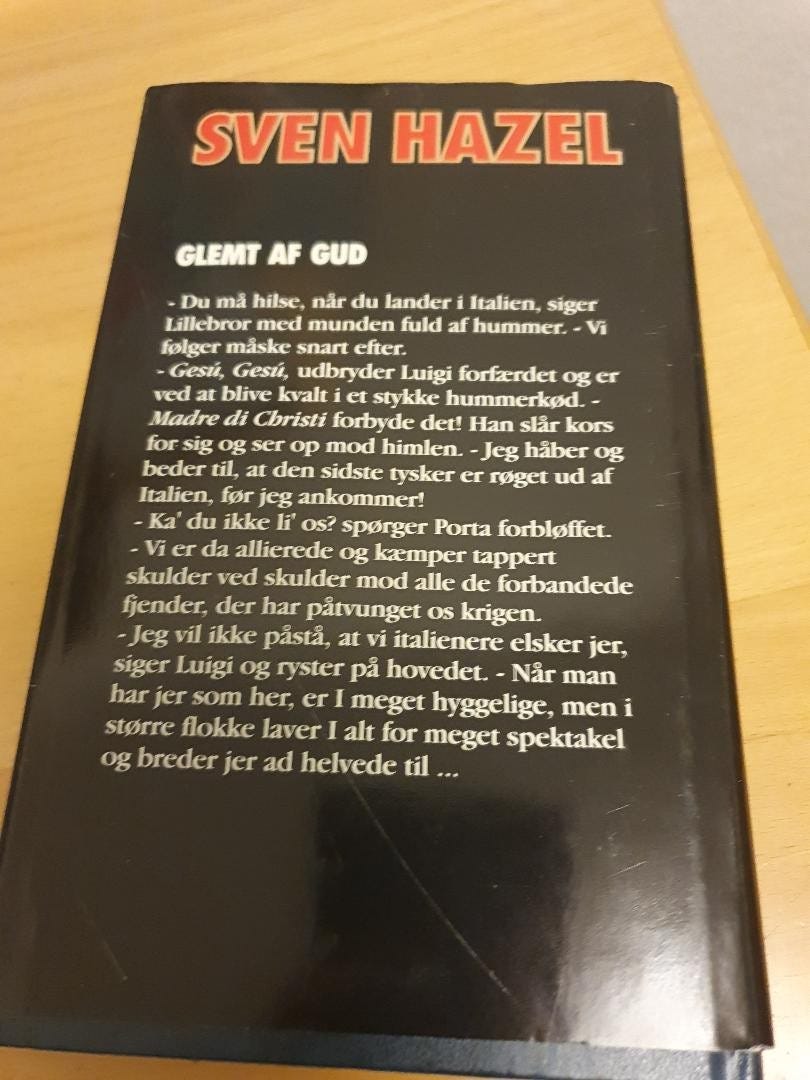 SVEN HAZEL
GLEMT AF GUD
- Du må hilse, når du lander i Italien, siger
Lillebror med munden fuld af hummer. - Vi
følger måske snart efter.
- Gesú, Gesú, udbryder Luigi forfærdet og er
ved at blive kvalt i et stykke hummerkød. -
Madre di Christi forbyde det! Han slår kors
for sig og ser op mod himlen. - Jeg håber og
beder til, at den sidste tysker er røget ud af
Italien, før jeg ankommer!
- Ka' du ikke li' os? spørger Porta forbløffet.
- Vi er da allierede og kæmper tappert
skulder ved skulder mod alle de forbandede
fjender, der har påtvunget os krigen.
- Jeg vil ikke påstå, at vi italienere elsker jer,
siger Luigi og ryster på hovedet. - Når man
har jer som her, er I meget hyggelige, men i
større flokke laver I alt for meget spektakel
og breder jer ad helvede til ...